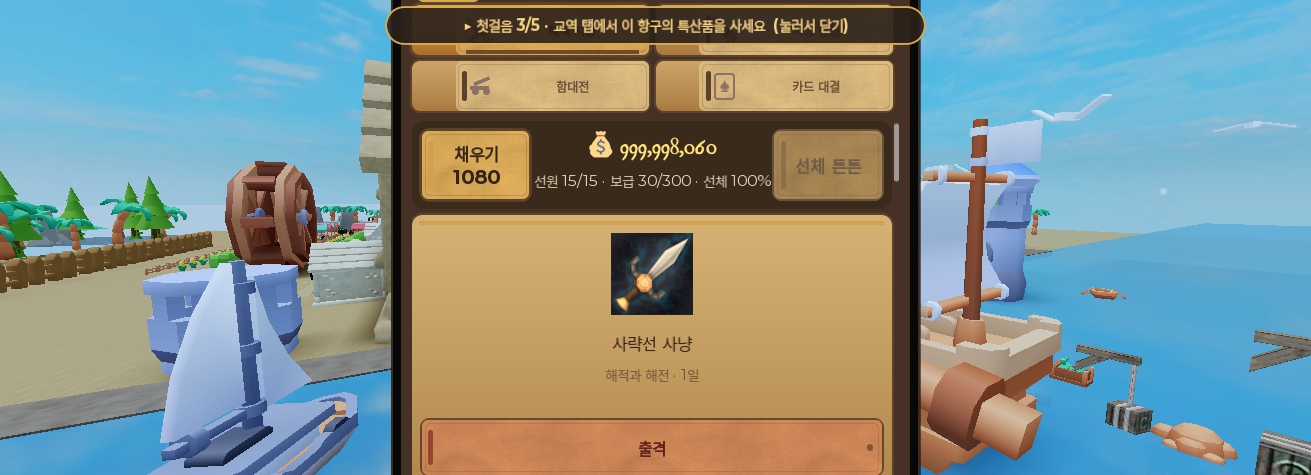 ▸ 첫걸음 3/5 · 교역 탭에서 이 항구의 특산품을 사세요 (눌러서 닫기)
함대전
카드 대결
채우기
1080
999,998,060
선원 15/15 · 보급 30/300 · 선체 100%
선체 튼튼
사략선 사냥
해적과 해전 · 1일
출격